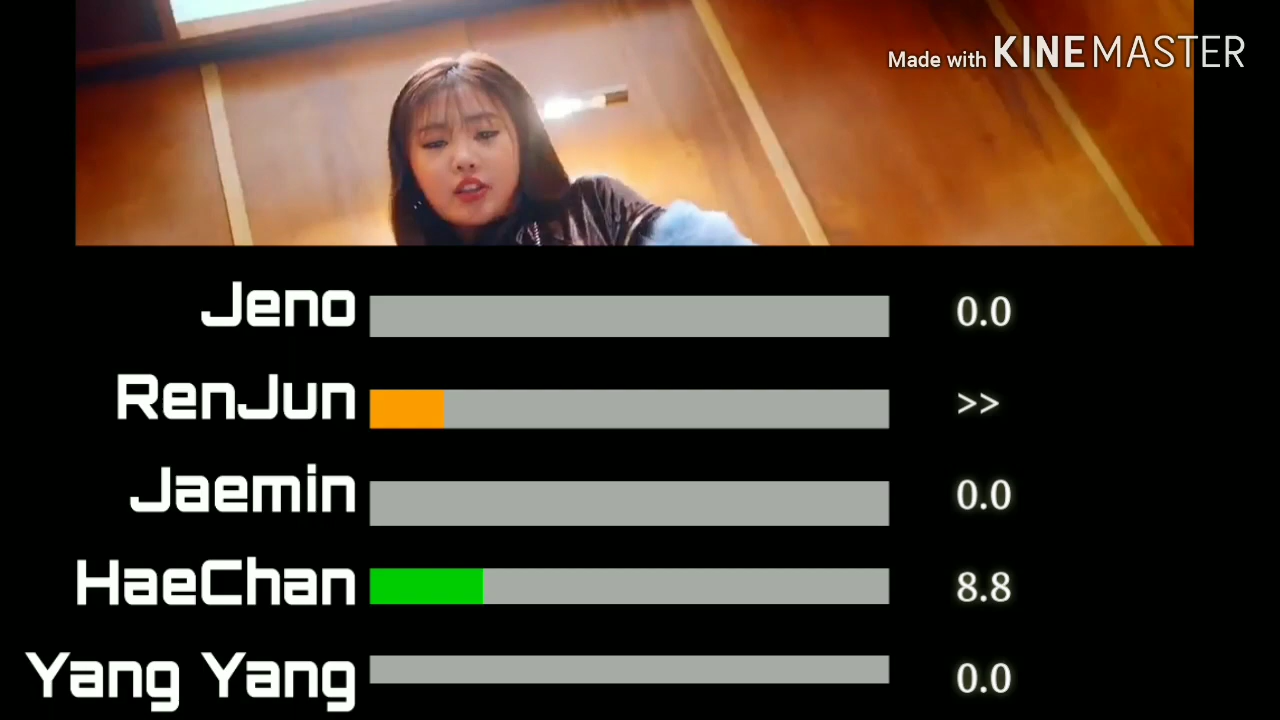 Made with KINEMASTER
Jeno 0.0
RenJun >>
Jaemin 0.0
HaeChan 8.8
Yang Yang 0.0